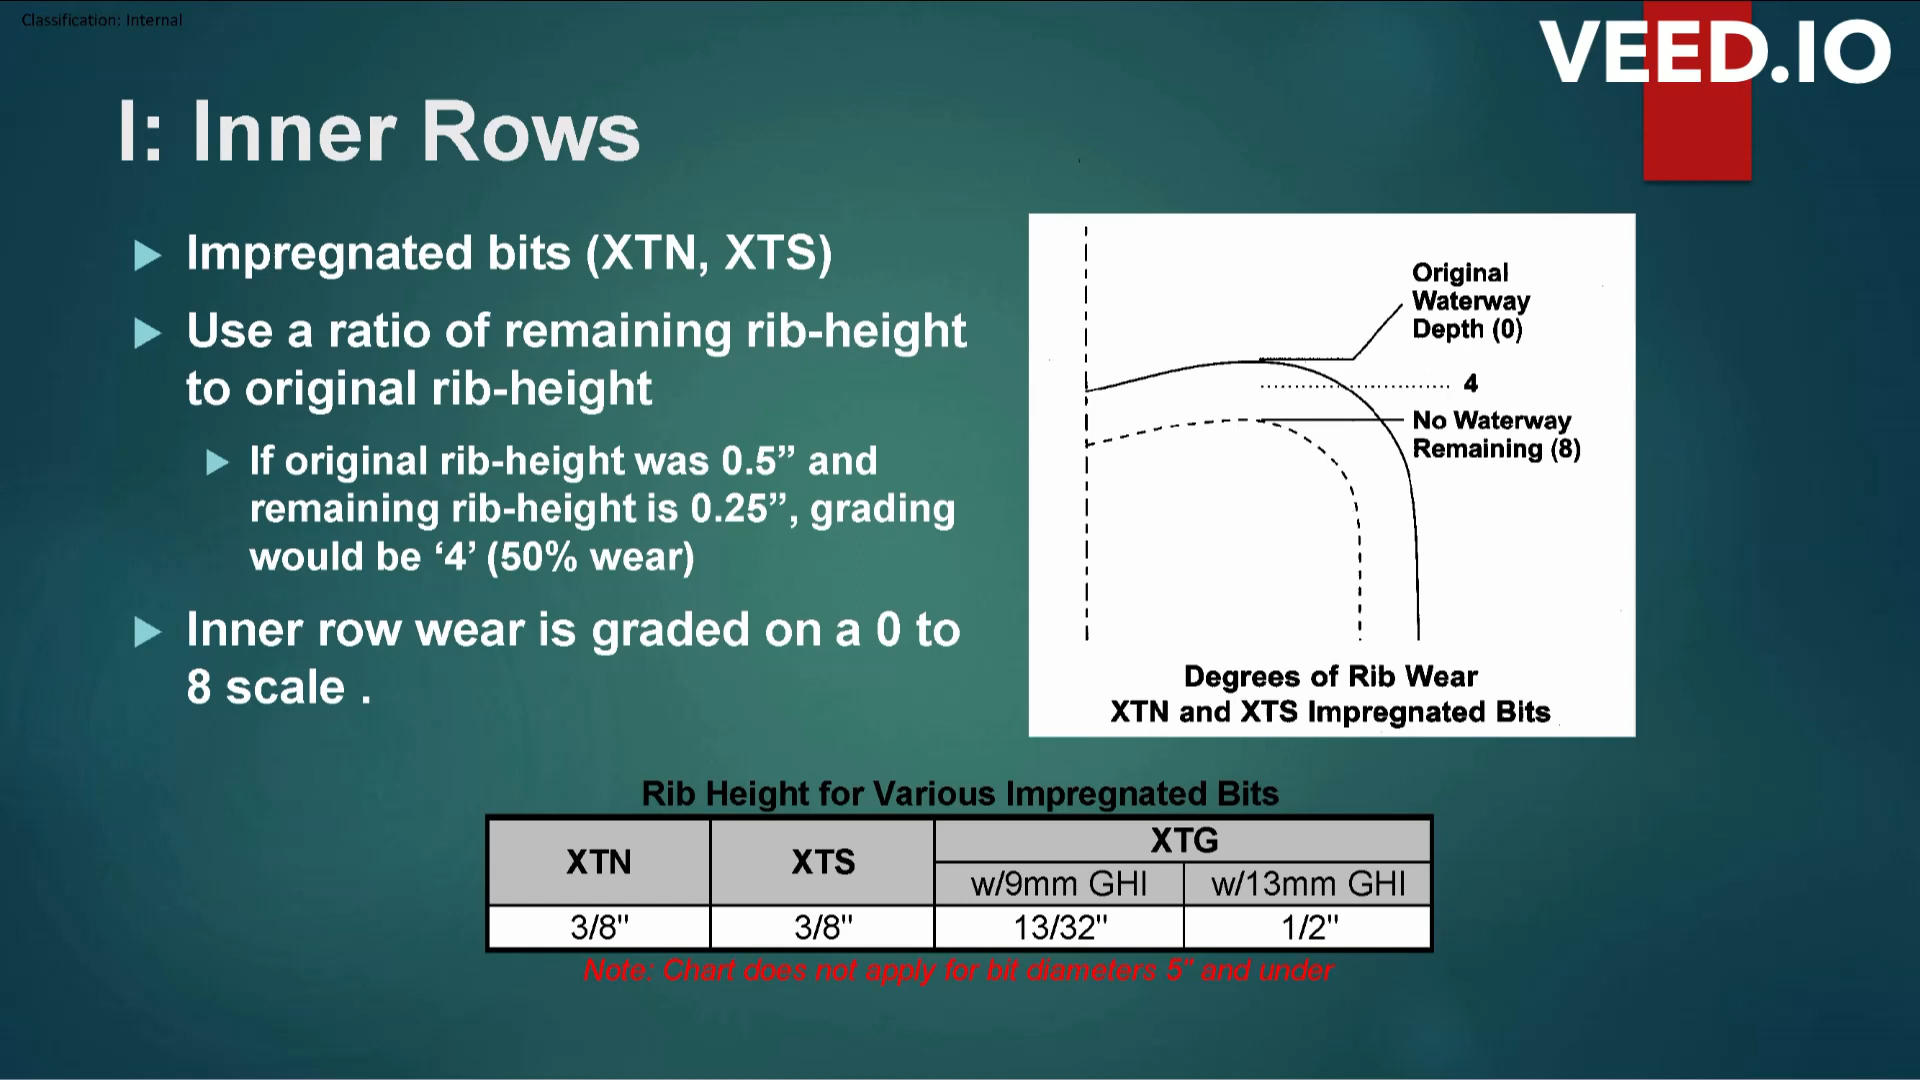 Classification: Internal
VEED.IO
I: Inner Rows
Impregnated bits (XTN, XTS)
Use a ratio of remaining rib-height
to original rib-height
If original rib-height was 0.5” and
remaining rib-height is 0.25”, grading
would be ‘4’ (50% wear)
Inner row wear is graded on a 0 to
8 scale .
Original
Waterway
Depth (0)
4
No Waterway
Remaining (8)
Degrees of Rib Wear
XTN and XTS Impregnated Bits
Rib Height for Various Impregnated Bits
XTN XTS XTG
w/9mm GHI w/13mm GHI
3/8" 3/8" 13/32" 1/2"
Note: Chart does not apply for bit diameters 5" and under